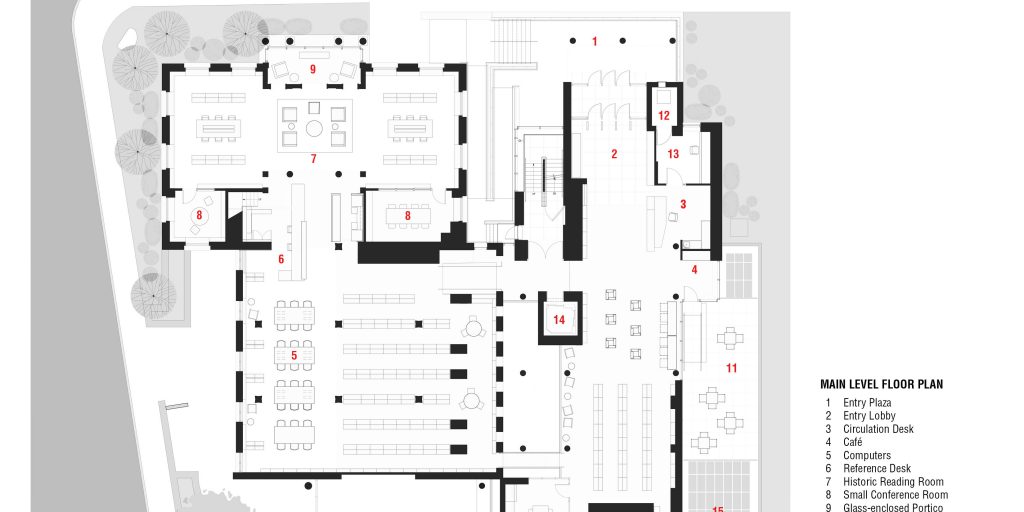 1
9
12
2
13
7
8
8
3
6
4
14
5
11
15
MAIN LEVEL FLOOR PLAN
1 Entry Plaza
2 Entry Lobby
3 Circulation Desk
4 Café
5 Computers
6 Reference Desk
7 Historic Reading Room
8 Small Conference Room
9 Glass-enclosed Portico